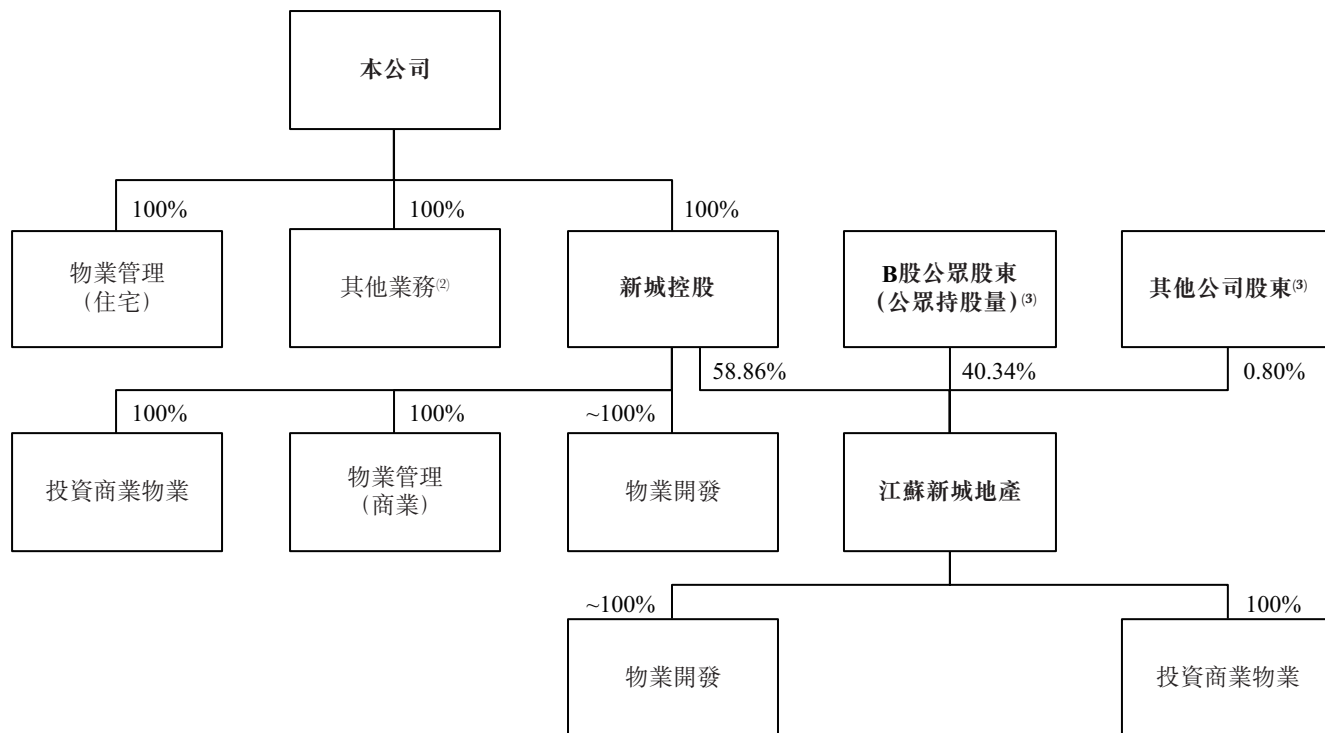 本公司
100%
100%
100%
物業管理
（住宅）
其他業務⁽²⁾
新城控股
B股公眾股東
（公眾持股量）⁽³⁾
其他公司股東⁽³⁾
58.86%
40.34%
0.80%
100%
100%
~100%
投資商業物業
物業管理
（商業）
物業開發
江蘇新城地產
~100%
100%
物業開發
投資商業物業